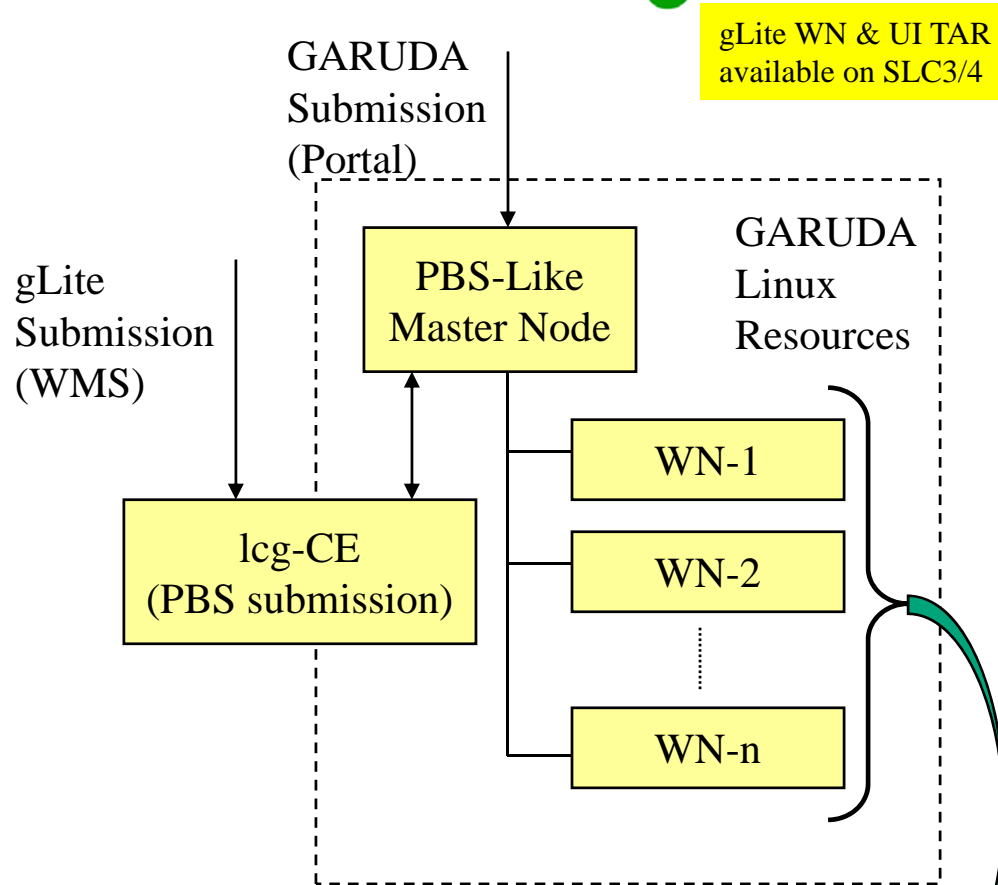 gLite WN & UI TAR
available on SLC3/4
GARUDA
Submission
(Portal)
GARUDA
Linux
Resources
PBS-Like
Master Node
gLite
Submission
(WMS)
WN-1
lcg-CE
(PBS submission)
WN-2
WN-n